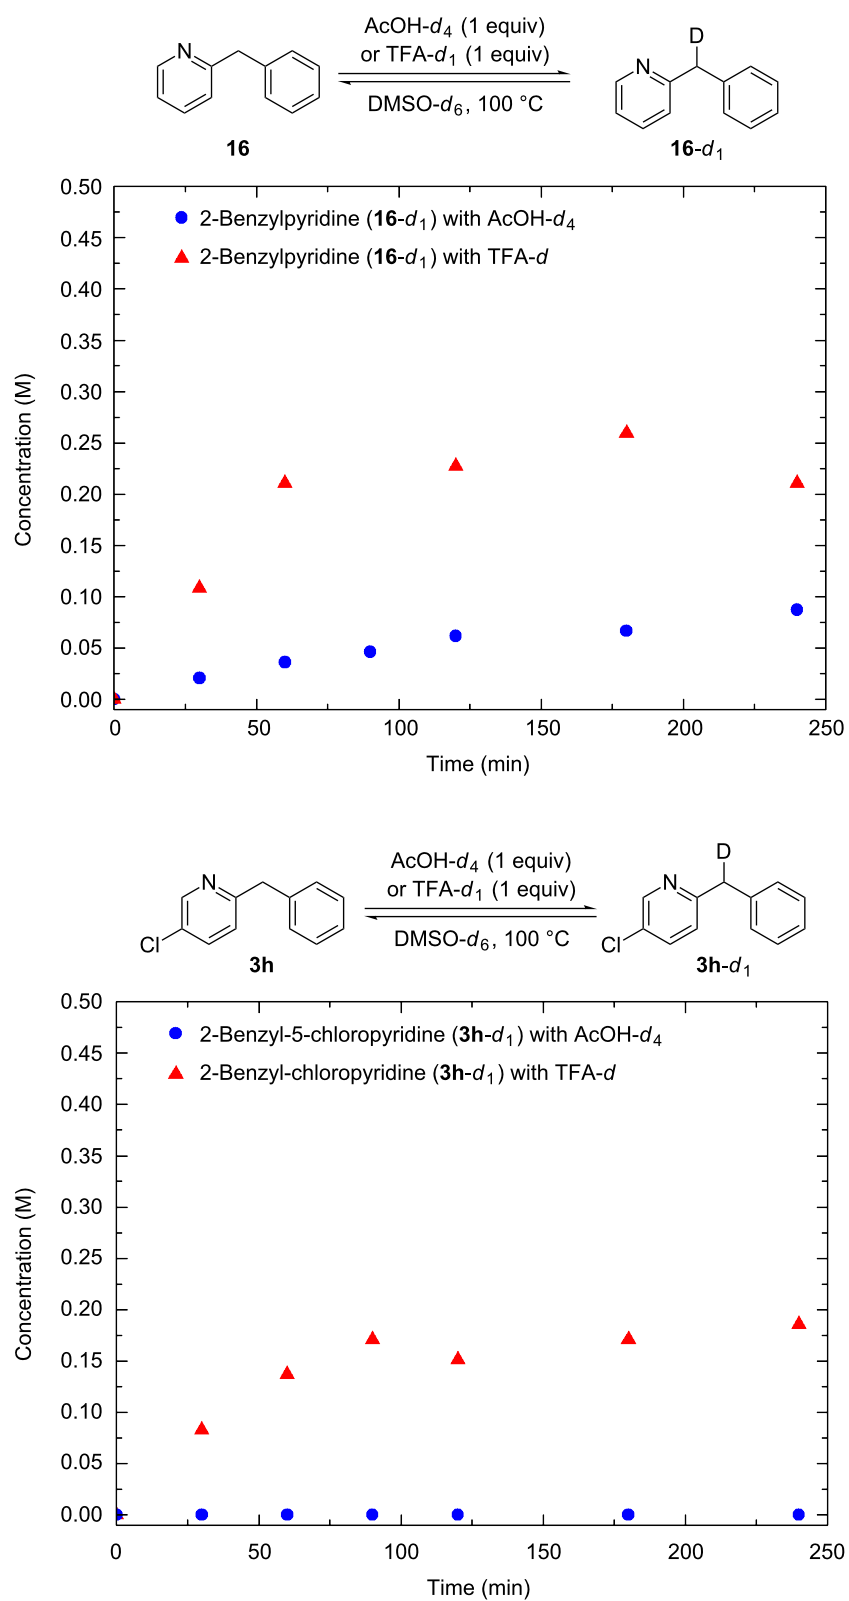 AcOH-d4 (1 equiv)
or TFA-d1 (1 equiv)
DMSO-d6, 100 °C
N
16
D
N
16-d1
0.50
0.45
0.40
0.35
0.30
0.25
0.20
0.15
0.10
0.05
0.00
Concentration (M)
2-Benzylpyridine (16-d1) with AcOH-d4
2-Benzylpyridine (16-d1) with TFA-d
0 50 100 150 200 250
Time (min)
AcOH-d4 (1 equiv)
or TFA-d1 (1 equiv)
DMSO-d6, 100 °C
N
Cl
3h
D
N
Cl
3h-d1
0.50
0.45
0.40
0.35
0.30
0.25
0.20
0.15
0.10
0.05
0.00
Concentration (M)
2-Benzyl-5-chloropyridine (3h-d1) with AcOH-d4
2-Benzyl-chloropyridine (3h-d1) with TFA-d
0 50 100 150 200 250
Time (min)